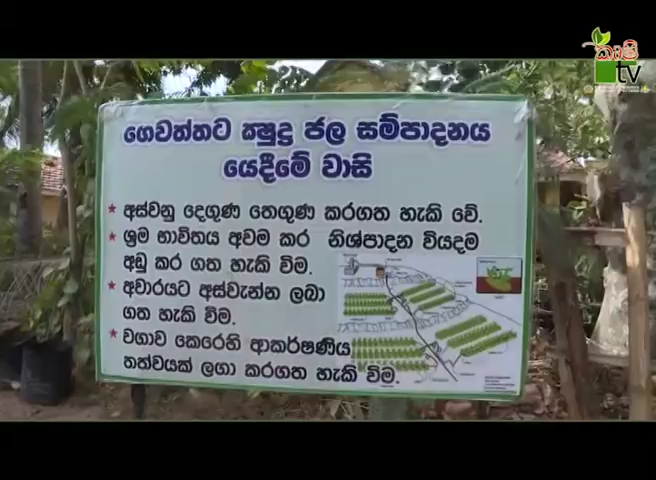 කෘෂි
tv
ගෙවත්තට ක්‍ෂුද්‍ර ජල සම්පාදනය
යෙදීමේ වාසි
* අස්වනු දෙගුණ තෙගුණ කරගත හැකි වේ.
* ශ්‍රම භාවිතය අවම කර නිශ්පාදන වියදම
අඩු කර ගත හැකි වීම.
* අවාරයට අස්වැන්න ලබා
ගත හැකි වීම.
* වගාව කෙරෙහි ආකර්ෂණීය
තත්වයක් ලඟා කරගත හැකි වීම.